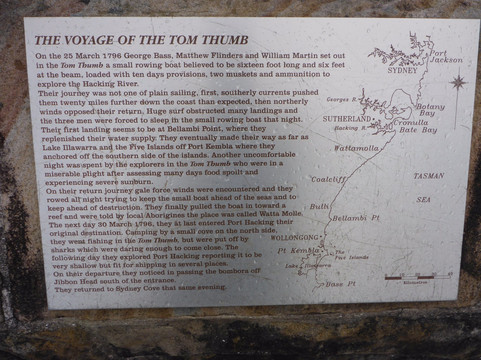 THE VOYAGE OF THE TOM THUMB
On the 25 March 1796 George Bass, Matthew Flinders and William Martin set out
in the Tom Thumb a small rowing boat believed to be sixteen foot long and six feet
at the beam, loaded with ten days provisions, two muskets and ammunition to
explore the Hacking River.
Their journey was not one of plain sailing, first, southerly currents pushed
them twenty miles further down the coast than expected, then northerly
winds opposed their return. Huge surf obstructed many landings and
the three men were forced to sleep in the small rowing boat that night.
Their first landing seems to be at Bellambi Point, where they
replenished their water supply. They eventually made their way as far as
Lake Illawarra and the Five Islands off Port Kembla where they
anchored off the southern side of the islands. Another uncomfortable
night was spent by the explorers in the Tom Thumb who were in a
miserable plight after assessing many days food spoilt and
experiencing severe sunburn.
On their return journey gale force winds were encountered and they
rowed all night trying to keep the small boat ahead of the seas and to
keep ahead of destruction. They finally pulled the boat in toward a
reef and were told by local Aborigines the place was called Watta Molle.
The next day 30 March 1796, they at last entered Port Hacking their
original destination. Camping by a small cove on the north side,
they went fishing in the Tom Thumb, but were put off by
sharks which were daring enough to come close. The
following day they explored Port Hacking reporting it to be
very shallow but fit for shipping in several places.
On their departure they noticed in passing the bombora off
Jibbon Head south of the entrance.
They returned to Sydney Cove that same evening.
Port
Jackson
SYDNEY
Georges R.
Botany
Bay
SUTHERLAND
Cronulla
Hacking R.
Bate Bay
Wattamolla
Coalcliff
TASMAN
SEA
Bulli
Bellambi Pt
WOLLONGONG
Pt Kembla
The
Five Islands
Lake Illawarra
Bass Pt
Kilometres